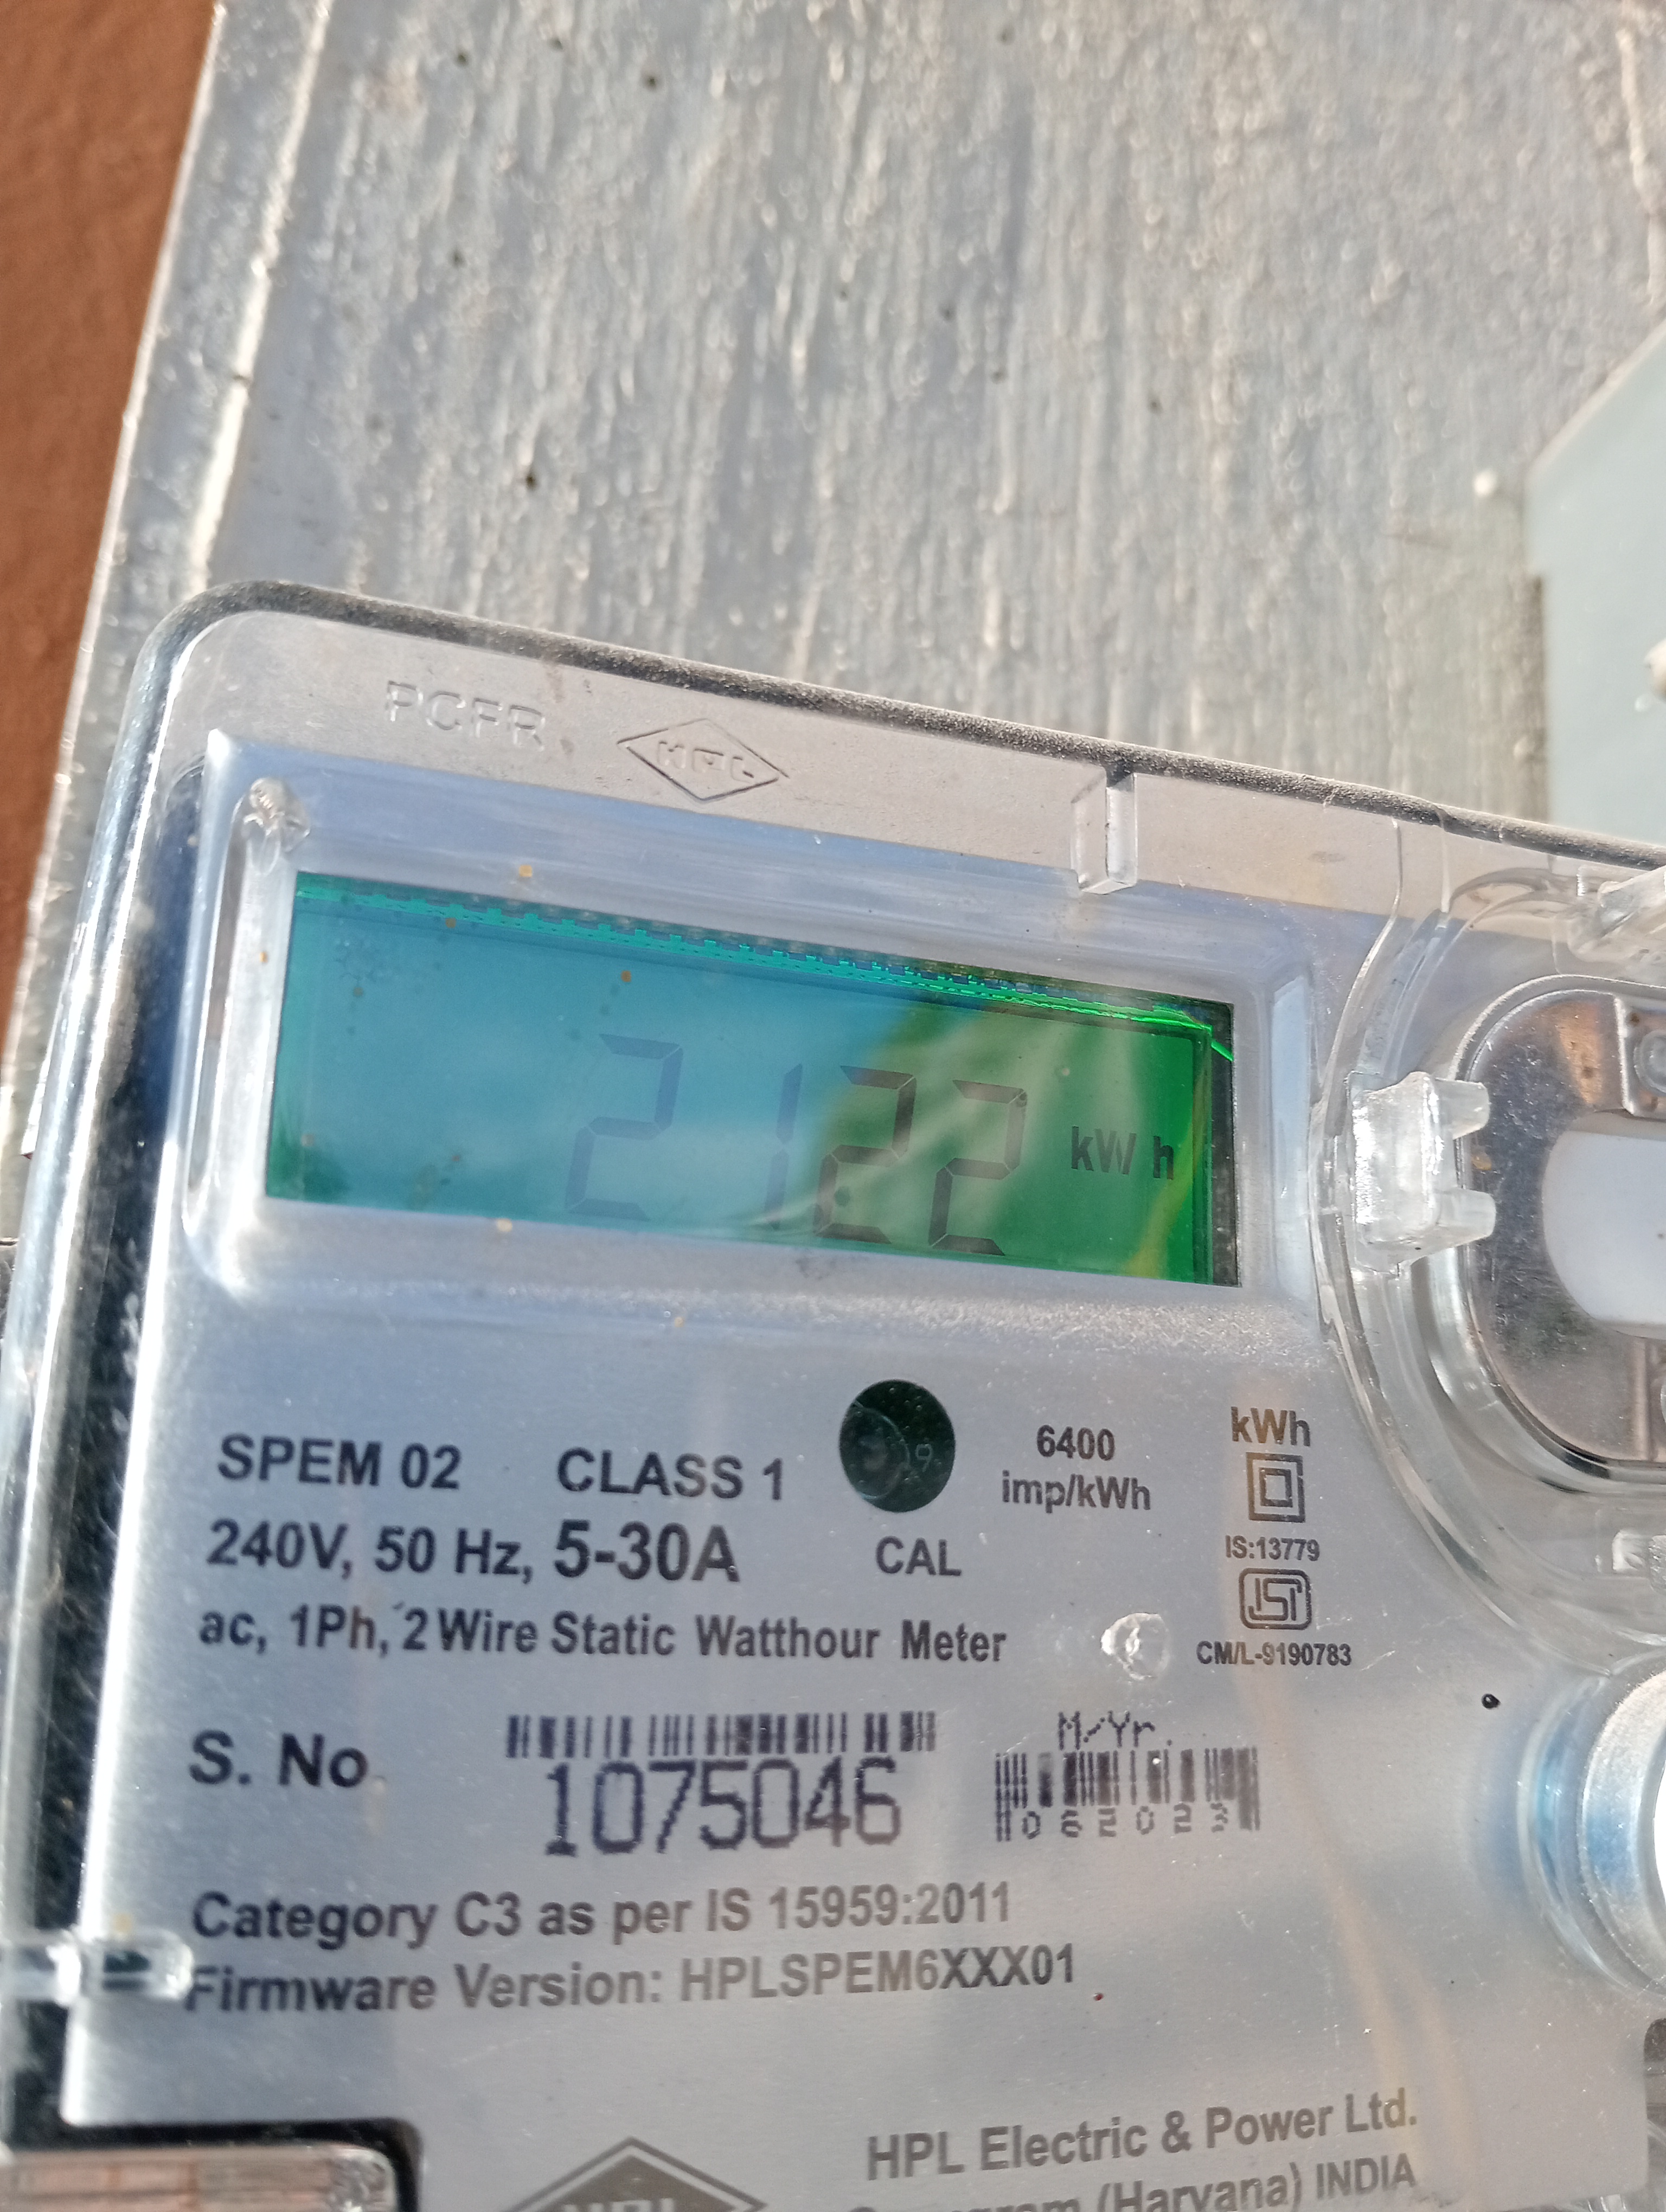 PCFR HPL
2122 kWh
SPEM 02 CLASS 1
6400
imp/kWh
kWh
240V, 50 Hz, 5-30A
CAL
IS:13779
ISI
ac, 1Ph, 2 Wire Static Watthour Meter
CM/L-9190783
S. No
1075046
M/Yr.
062023
Category C3 as per IS 15959:2011
Firmware Version: HPLSPEM6XXX01
HPL Electric & Power Ltd.
(Haryana) INDIA
HPL